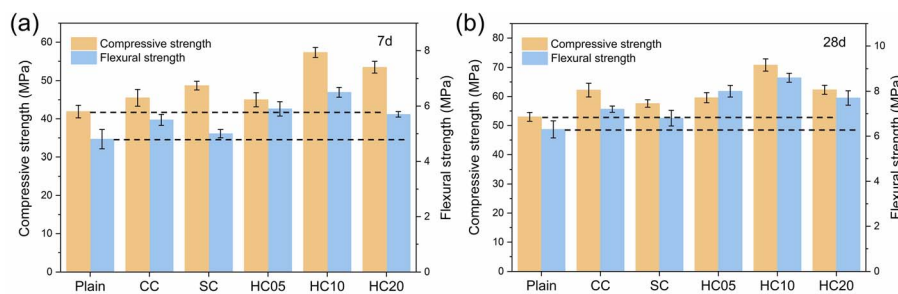 (a)
7d
Compressive strength
Flexural strength
Compressive strength (MPa)
60
50
40
30
20
10
0
8
6
4
2
0
Flexural strength (MPa)
Plain CC SC HC05 HC10 HC20
(b)
28d
Compressive strength
Flexural strength
Compressive strength (MPa)
80
70
60
50
40
30
20
10
0
10
8
6
4
2
0
Flexural strength (MPa)
Plain CC SC HC05 HC10 HC20